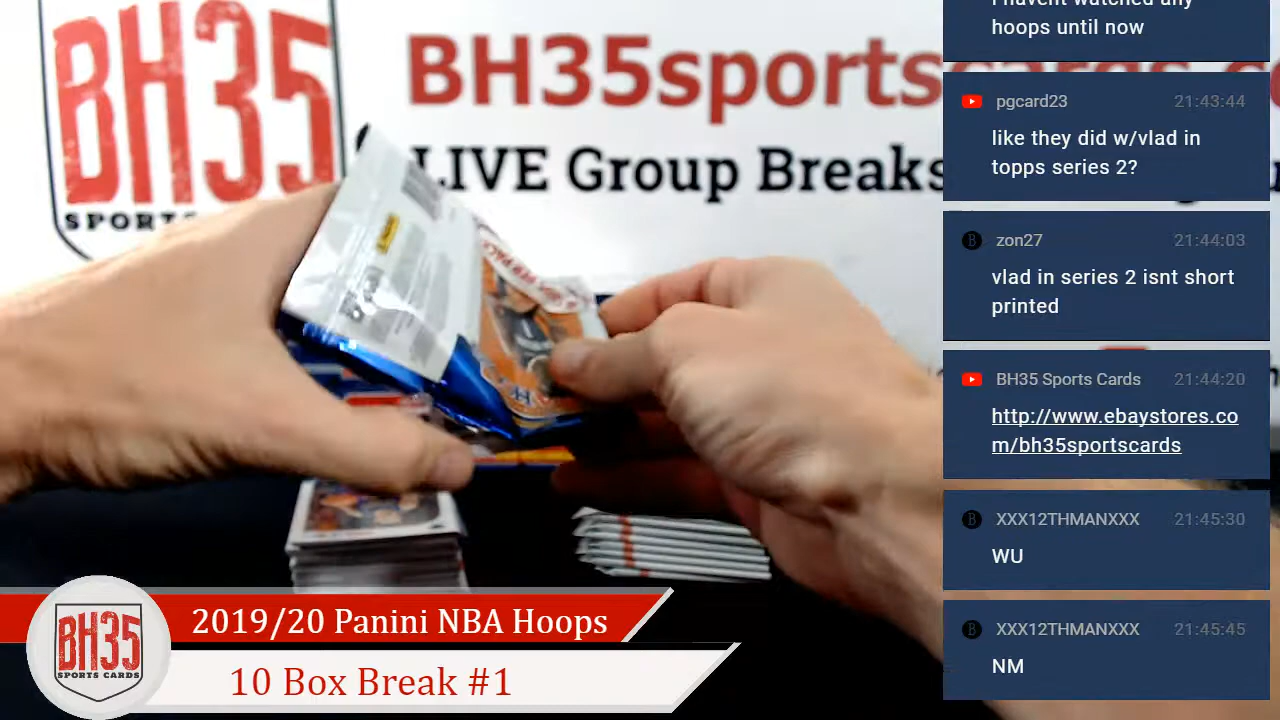 BH35
SPORTS
BH35sportscards.c
LIVE Group Breaks
I havent watched any
hoops until now
pgcard23 21:43:44
like they did w/vlad in
topps series 2?
zon27 21:44:03
vlad in series 2 isnt short
printed
BH35 Sports Cards 21:44:20
http://www.ebaystores.co
m/bh35sportscards
XXX12THMANXXX 21:45:30
WU
XXX12THMANXXX 21:45:45
NM
BH35
SPORTS CARDS
2019/20 Panini NBA Hoops
10 Box Break #1